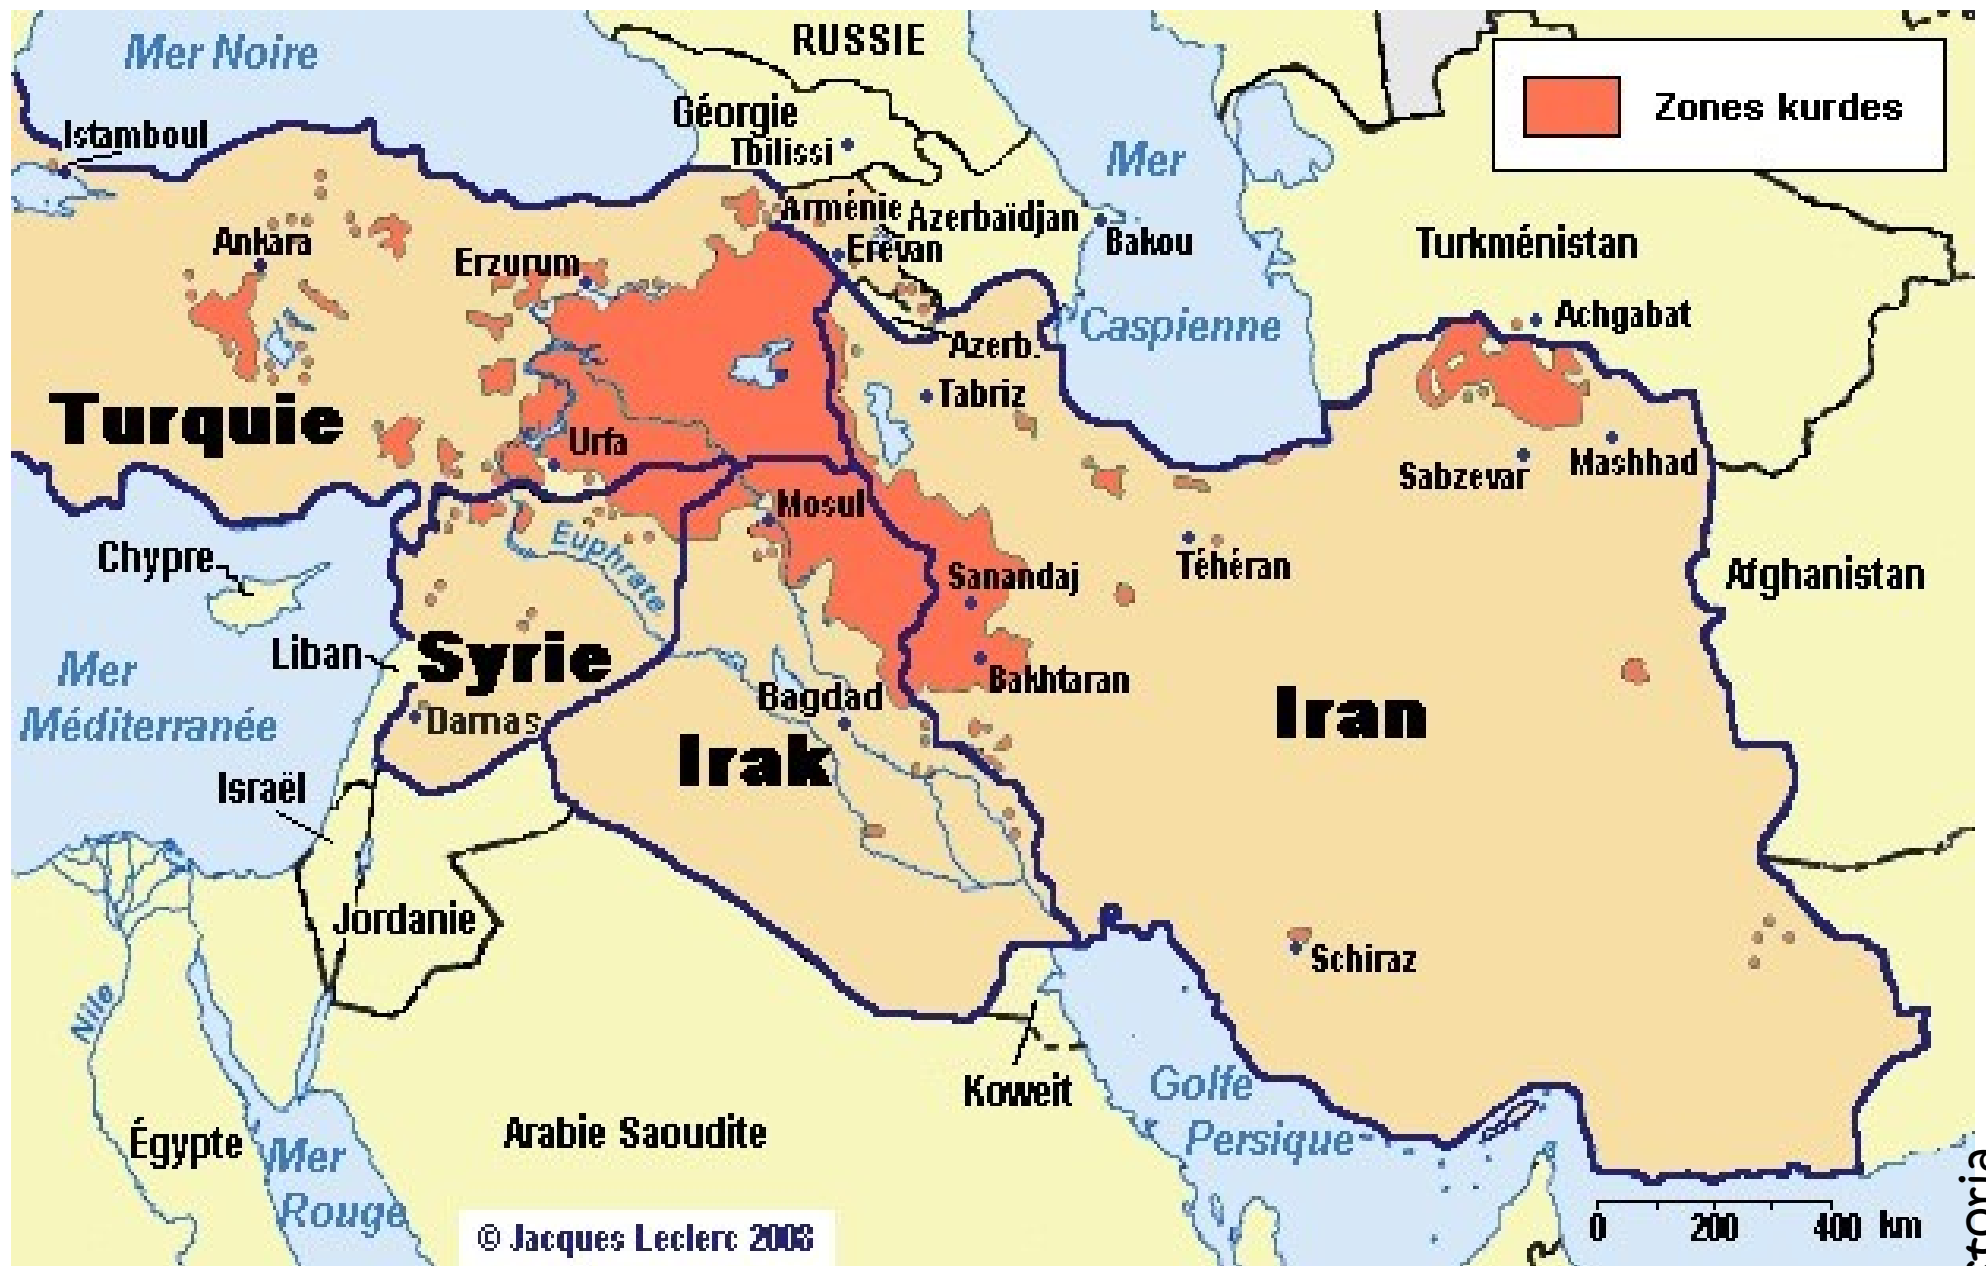 Mer Noire
RUSSIE
Zones kurdes
Géorgie
Tbilissi
Istamboul
Mer
Caspienne
Arménie
Azerbaïdjan
Erévan
Bakou
Turkménistan
Ankara
Erzurum
Achgabat
Azerb.
Tabriz
Turquie
Urfa
Sabzevar
Mashhad
Mosul
Chypre
Euphrate
Sanandaj
Téhéran
Afghanistan
Liban
Syrie
Mer
Méditerranée
Damas
Bakhtaran
Bagdad
Irak
Iran
Israël
Jordanie
Schiraz
Nile
Koweit
Golfe
Persique
Égypte
Mer
Rouge
Arabie Saoudite
0 200 400 km
© Jacques Leclerc 2003